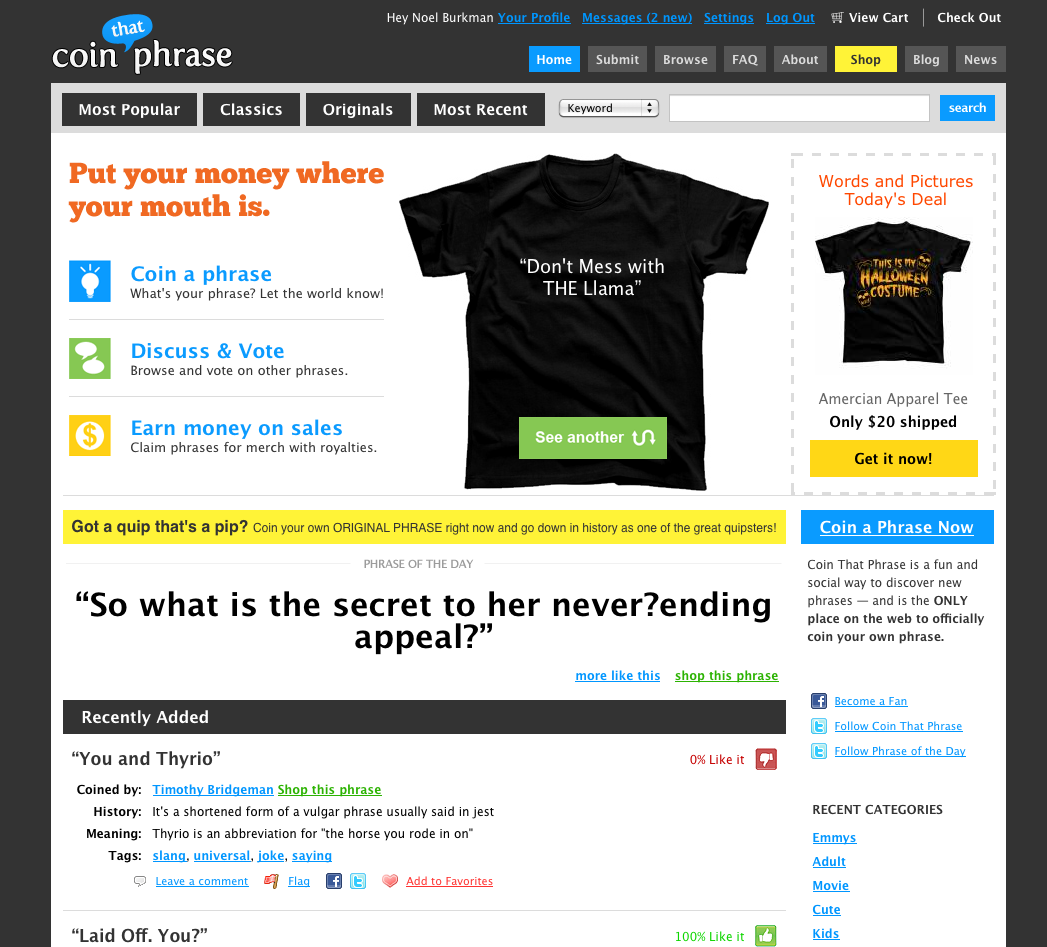 Hey Noel Burkman Your Profile Messages (2 new) Settings Log Out View Cart Check Out
coin that phrase
Home Submit Browse FAQ About Shop Blog News
Most Popular Classics Originals Most Recent Keyword search
Put your money where
your mouth is.
Coin a phrase
What's your phrase? Let the world know!
Discuss & Vote
Browse and vote on other phrases.
Earn money on sales
Claim phrases for merch with royalties.
“Don't Mess with
THE Llama”
See another
Words and Pictures
Today's Deal
THIS IS MY
HALLOWEEN
COSTUME
Amercian Apparel Tee
Only $20 shipped
Get it now!
Got a quip that's a pip? Coin your own ORIGINAL PHRASE right now and go down in history as one of the great quipsters!
PHRASE OF THE DAY
“So what is the secret to her never?ending
appeal?”
more like this shop this phrase
Recently Added
“You and Thyrio” 0% Like it
Coined by: Timothy Bridgeman Shop this phrase
History: It's a shortened form of a vulgar phrase usually said in jest
Meaning: Thyrio is an abbreviation for "the horse you rode in on"
Tags: slang, universal, joke, saying
Leave a comment Flag Add to Favorites
“Laid Off. You?” 100% Like it
Coin a Phrase Now
Coin That Phrase is a fun and
social way to discover new
phrases — and is the ONLY
place on the web to officially
coin your own phrase.
Become a Fan
Follow Coin That Phrase
Follow Phrase of the Day
RECENT CATEGORIES
Emmys
Adult
Movie
Cute
Kids